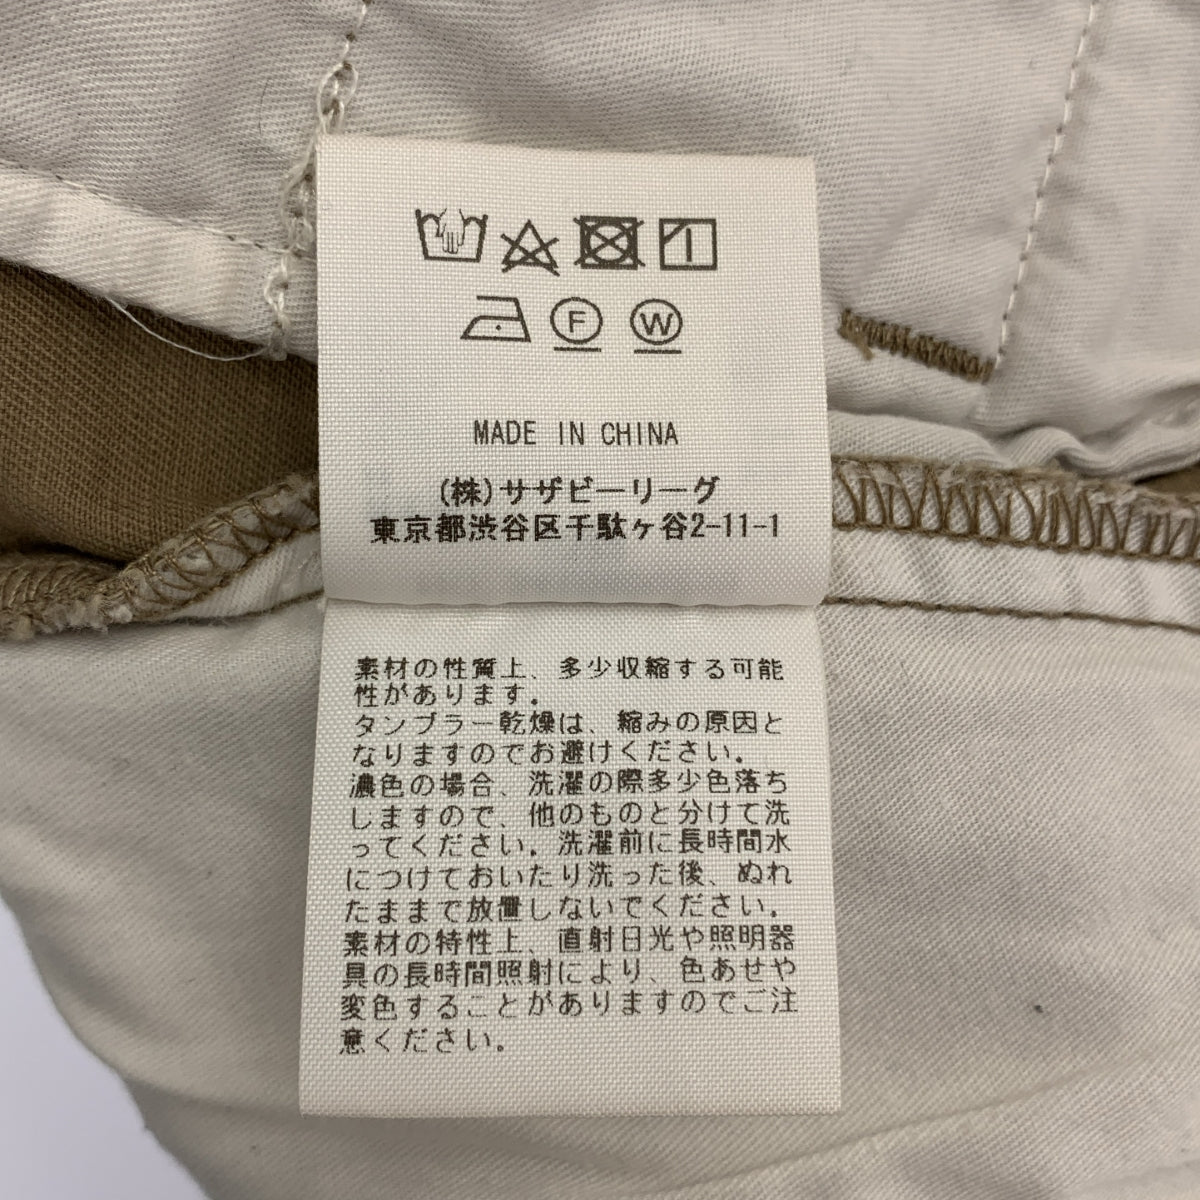 F W
MADE IN CHINA
(株)サザビーリーグ
東京都渋谷区千駄ヶ谷2-11-1
素材の性質上、多少収縮する可能
性があります。
タンブラー乾燥は、縮みの原因と
なりますのでお避けください。
濃色の場合、洗濯の際多少色落ち
しますので、他のものと分けて洗
ってください。洗濯前に長時間水
につけておいたり洗った後、ぬれ
たままで放置しないでください。
素材の特性上、直射日光や照明器
具の長時間照射により、色あせや
変色することがありますのでご注
意ください。